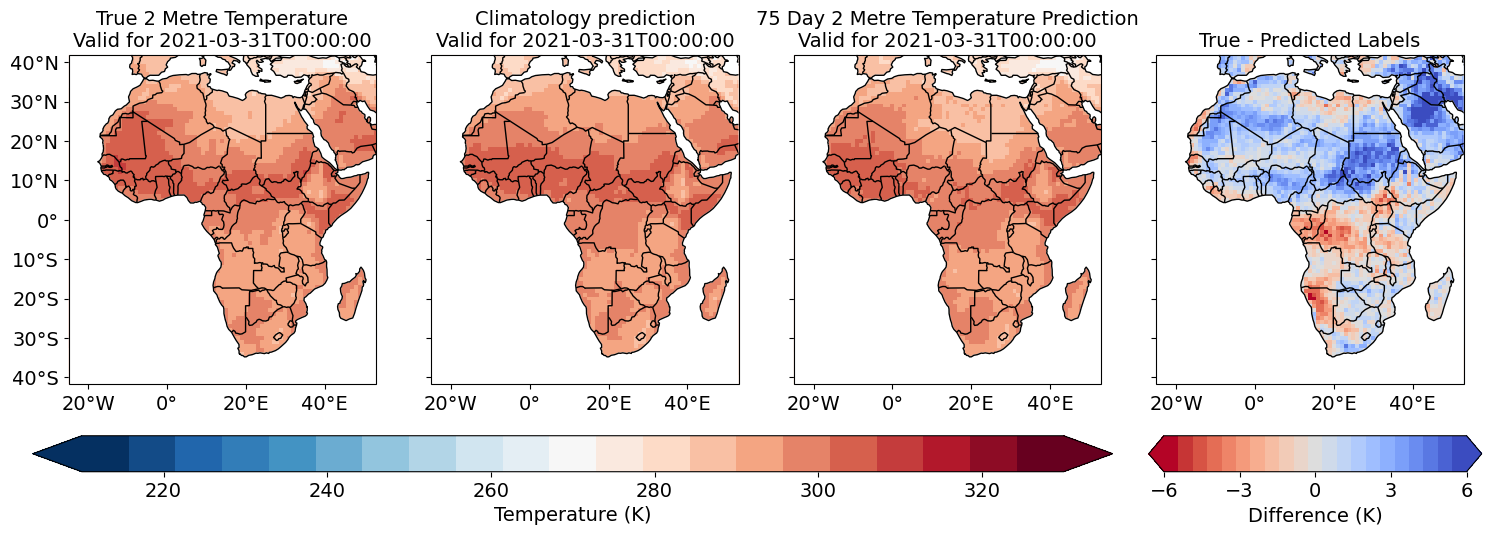 True 2 Metre Temperature
Valid for 2021-03-31T00:00:00
Climatology prediction
Valid for 2021-03-31T00:00:00
75 Day 2 Metre Temperature Prediction
Valid for 2021-03-31T00:00:00
True - Predicted Labels
40°N
30°N
20°N
10°N
0°
10°S
20°S
30°S
40°S
20°W 0° 20°E 40°E
20°W 0° 20°E 40°E
20°W 0° 20°E 40°E
20°W 0° 20°E 40°E
220 240 260 280 300 320
Temperature (K)
−6 −3 0 3 6
Difference (K)